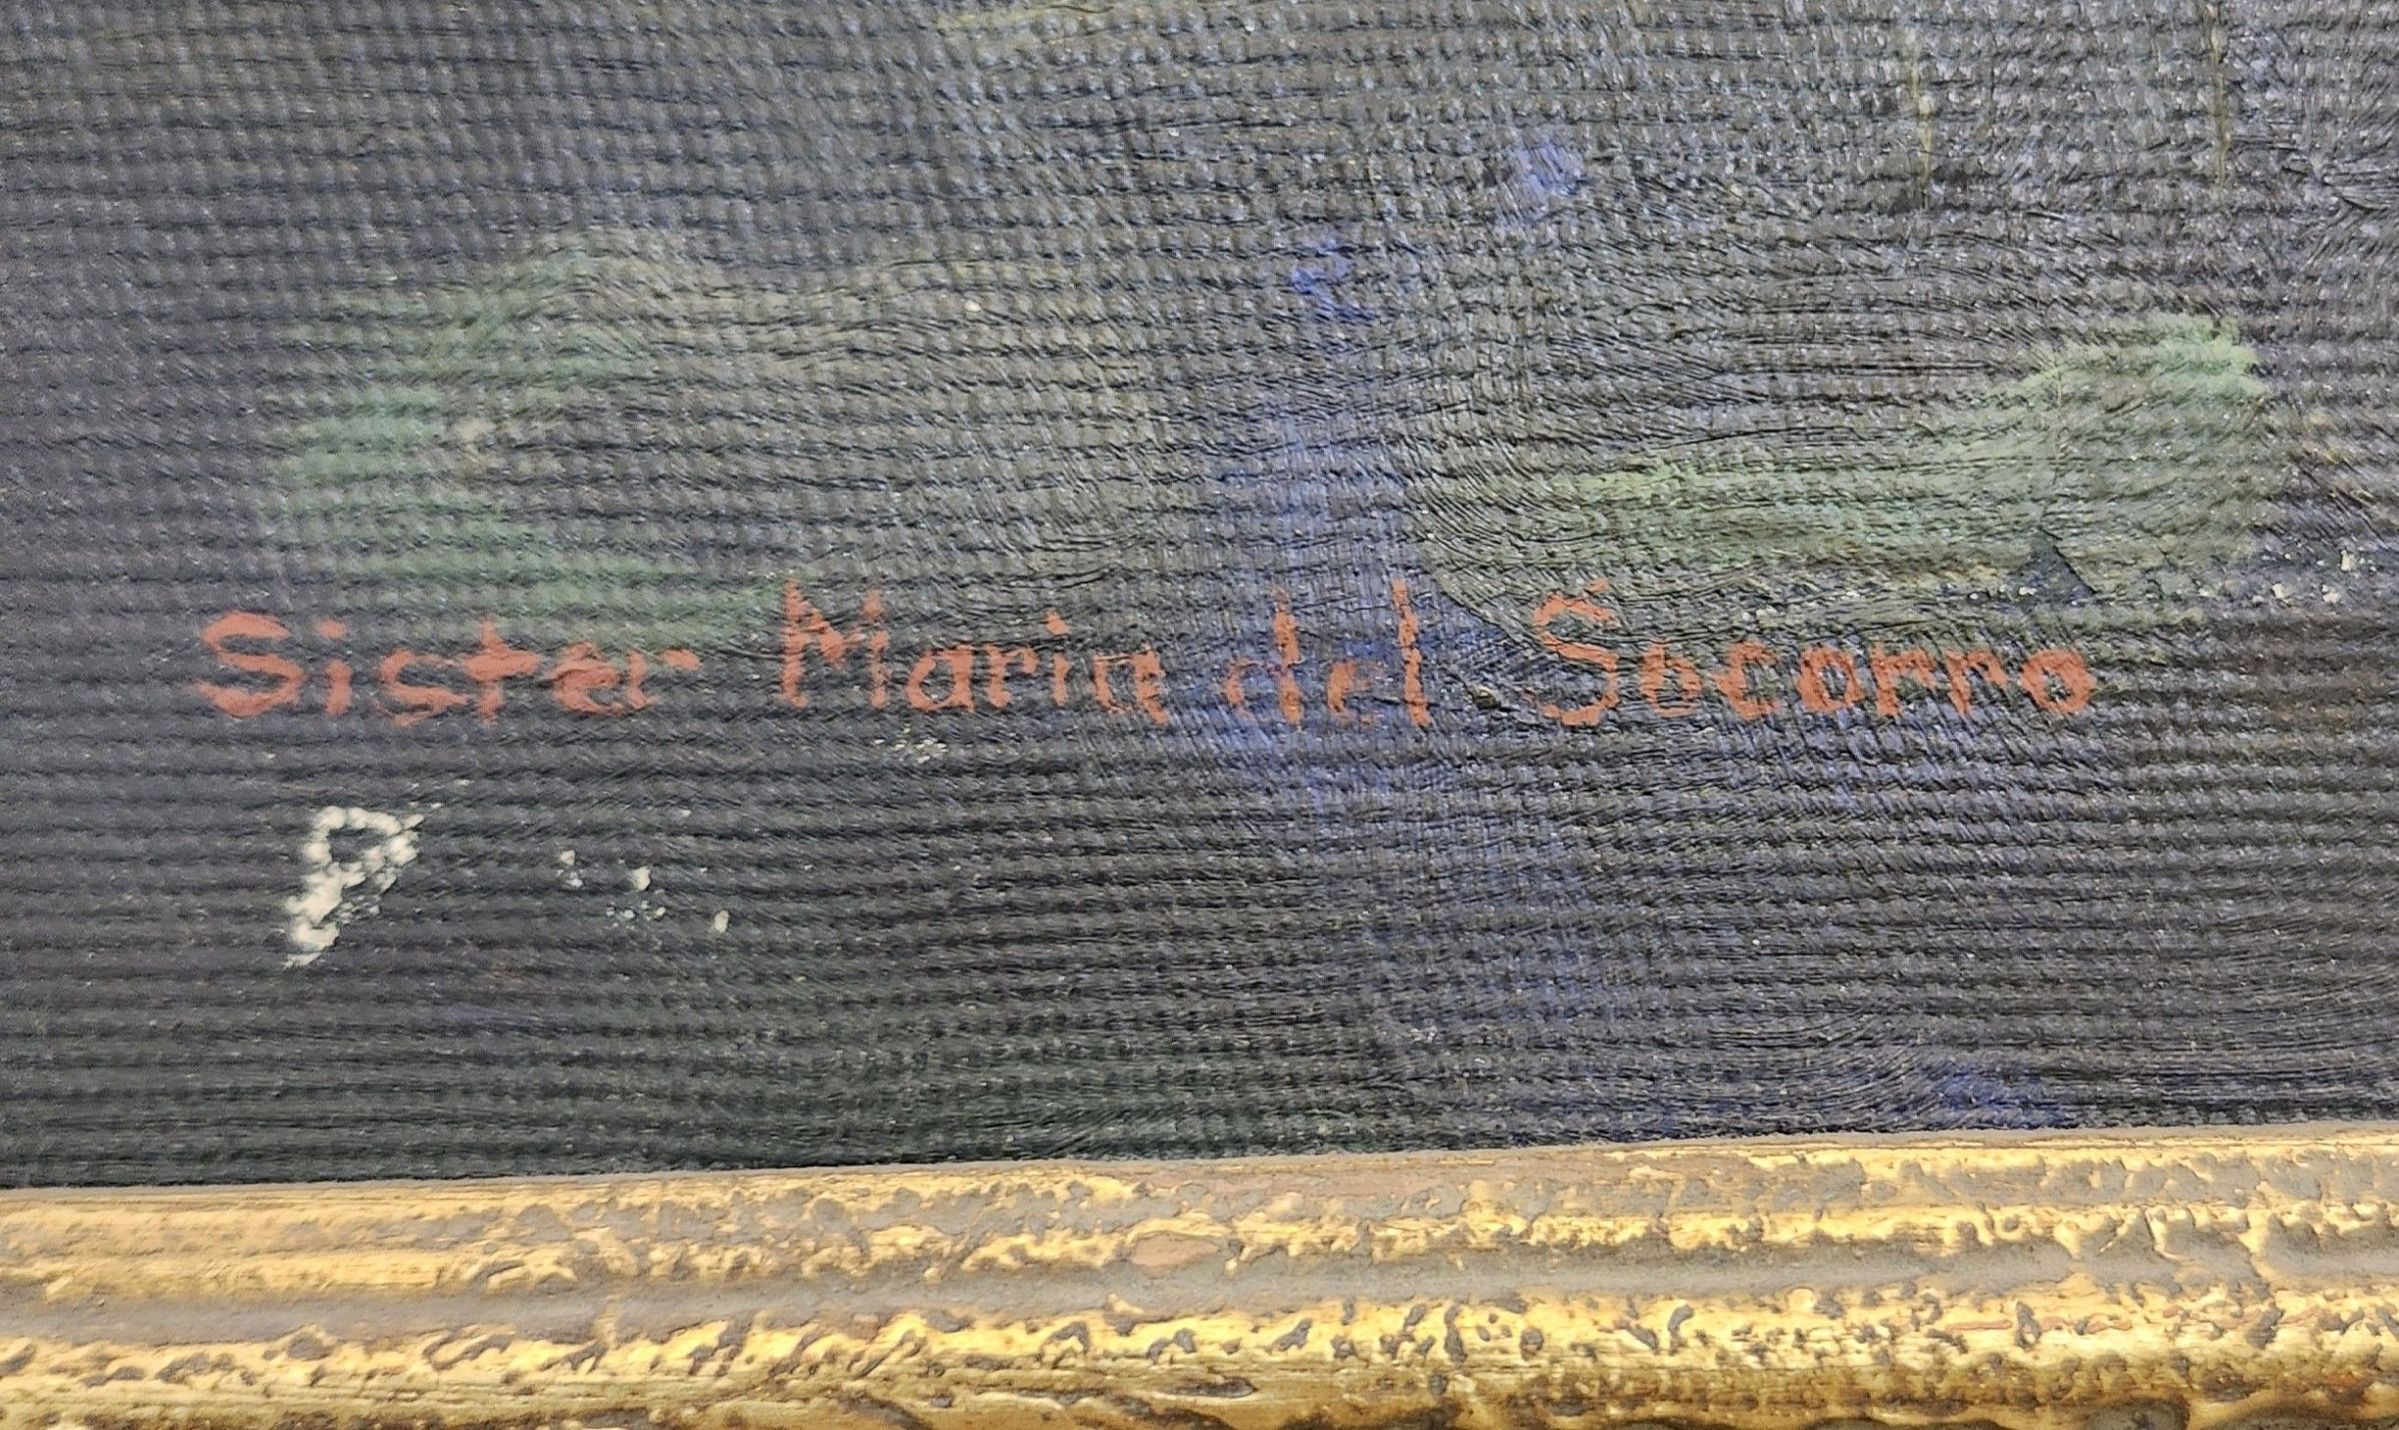 Sister Maria del Socorro